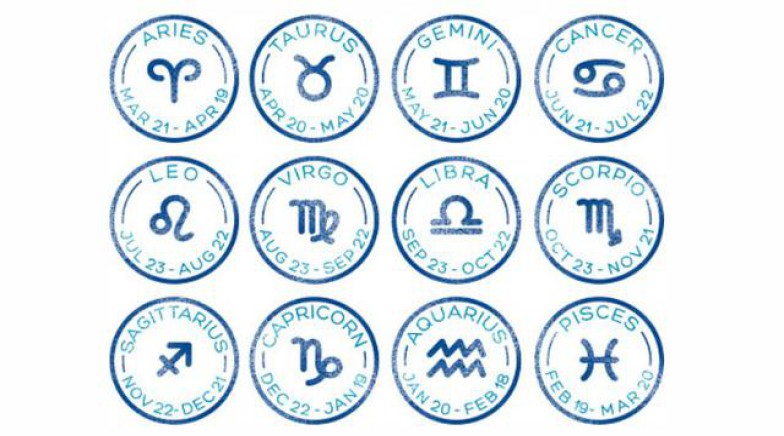 ARIES
MAR 21 - APR 19
TAURUS
APR 20 - MAY 20
GEMINI
MAY 21 - JUN 20
CANCER
JUN 21 - JUL 22
LEO
JUL 23 - AUG 22
VIRGO
AUG 23 - SEP 22
LIBRA
SEP 23 - OCT 22
SCORPIO
OCT 23 - NOV 21
SAGITTARIUS
NOV 22- DEC 21
CAPRICORN
DEC 22 - JAN 19
AQUARIUS
JAN 20 - FEB 18
PISCES
FEB 19- MAR 20